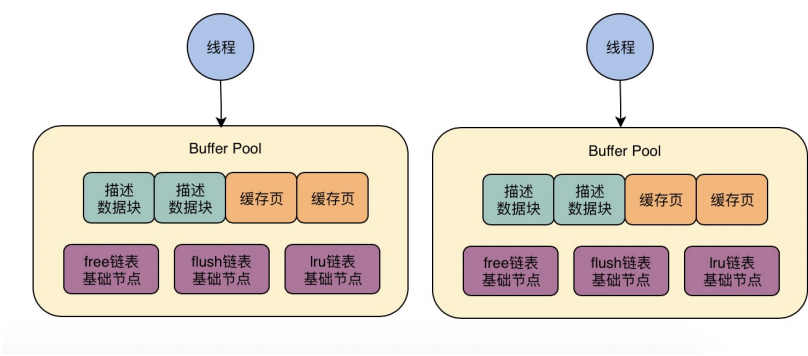 线程
Buffer Pool
描述
数据块
描述
数据块
缓存页
缓存页
free链表
基础节点
flush链表
基础节点
lru链表
基础节点
线程
Buffer Pool
描述
数据块
描述
数据块
缓存页
缓存页
free链表
基础节点
flush链表
基础节点
lru链表
基础节点